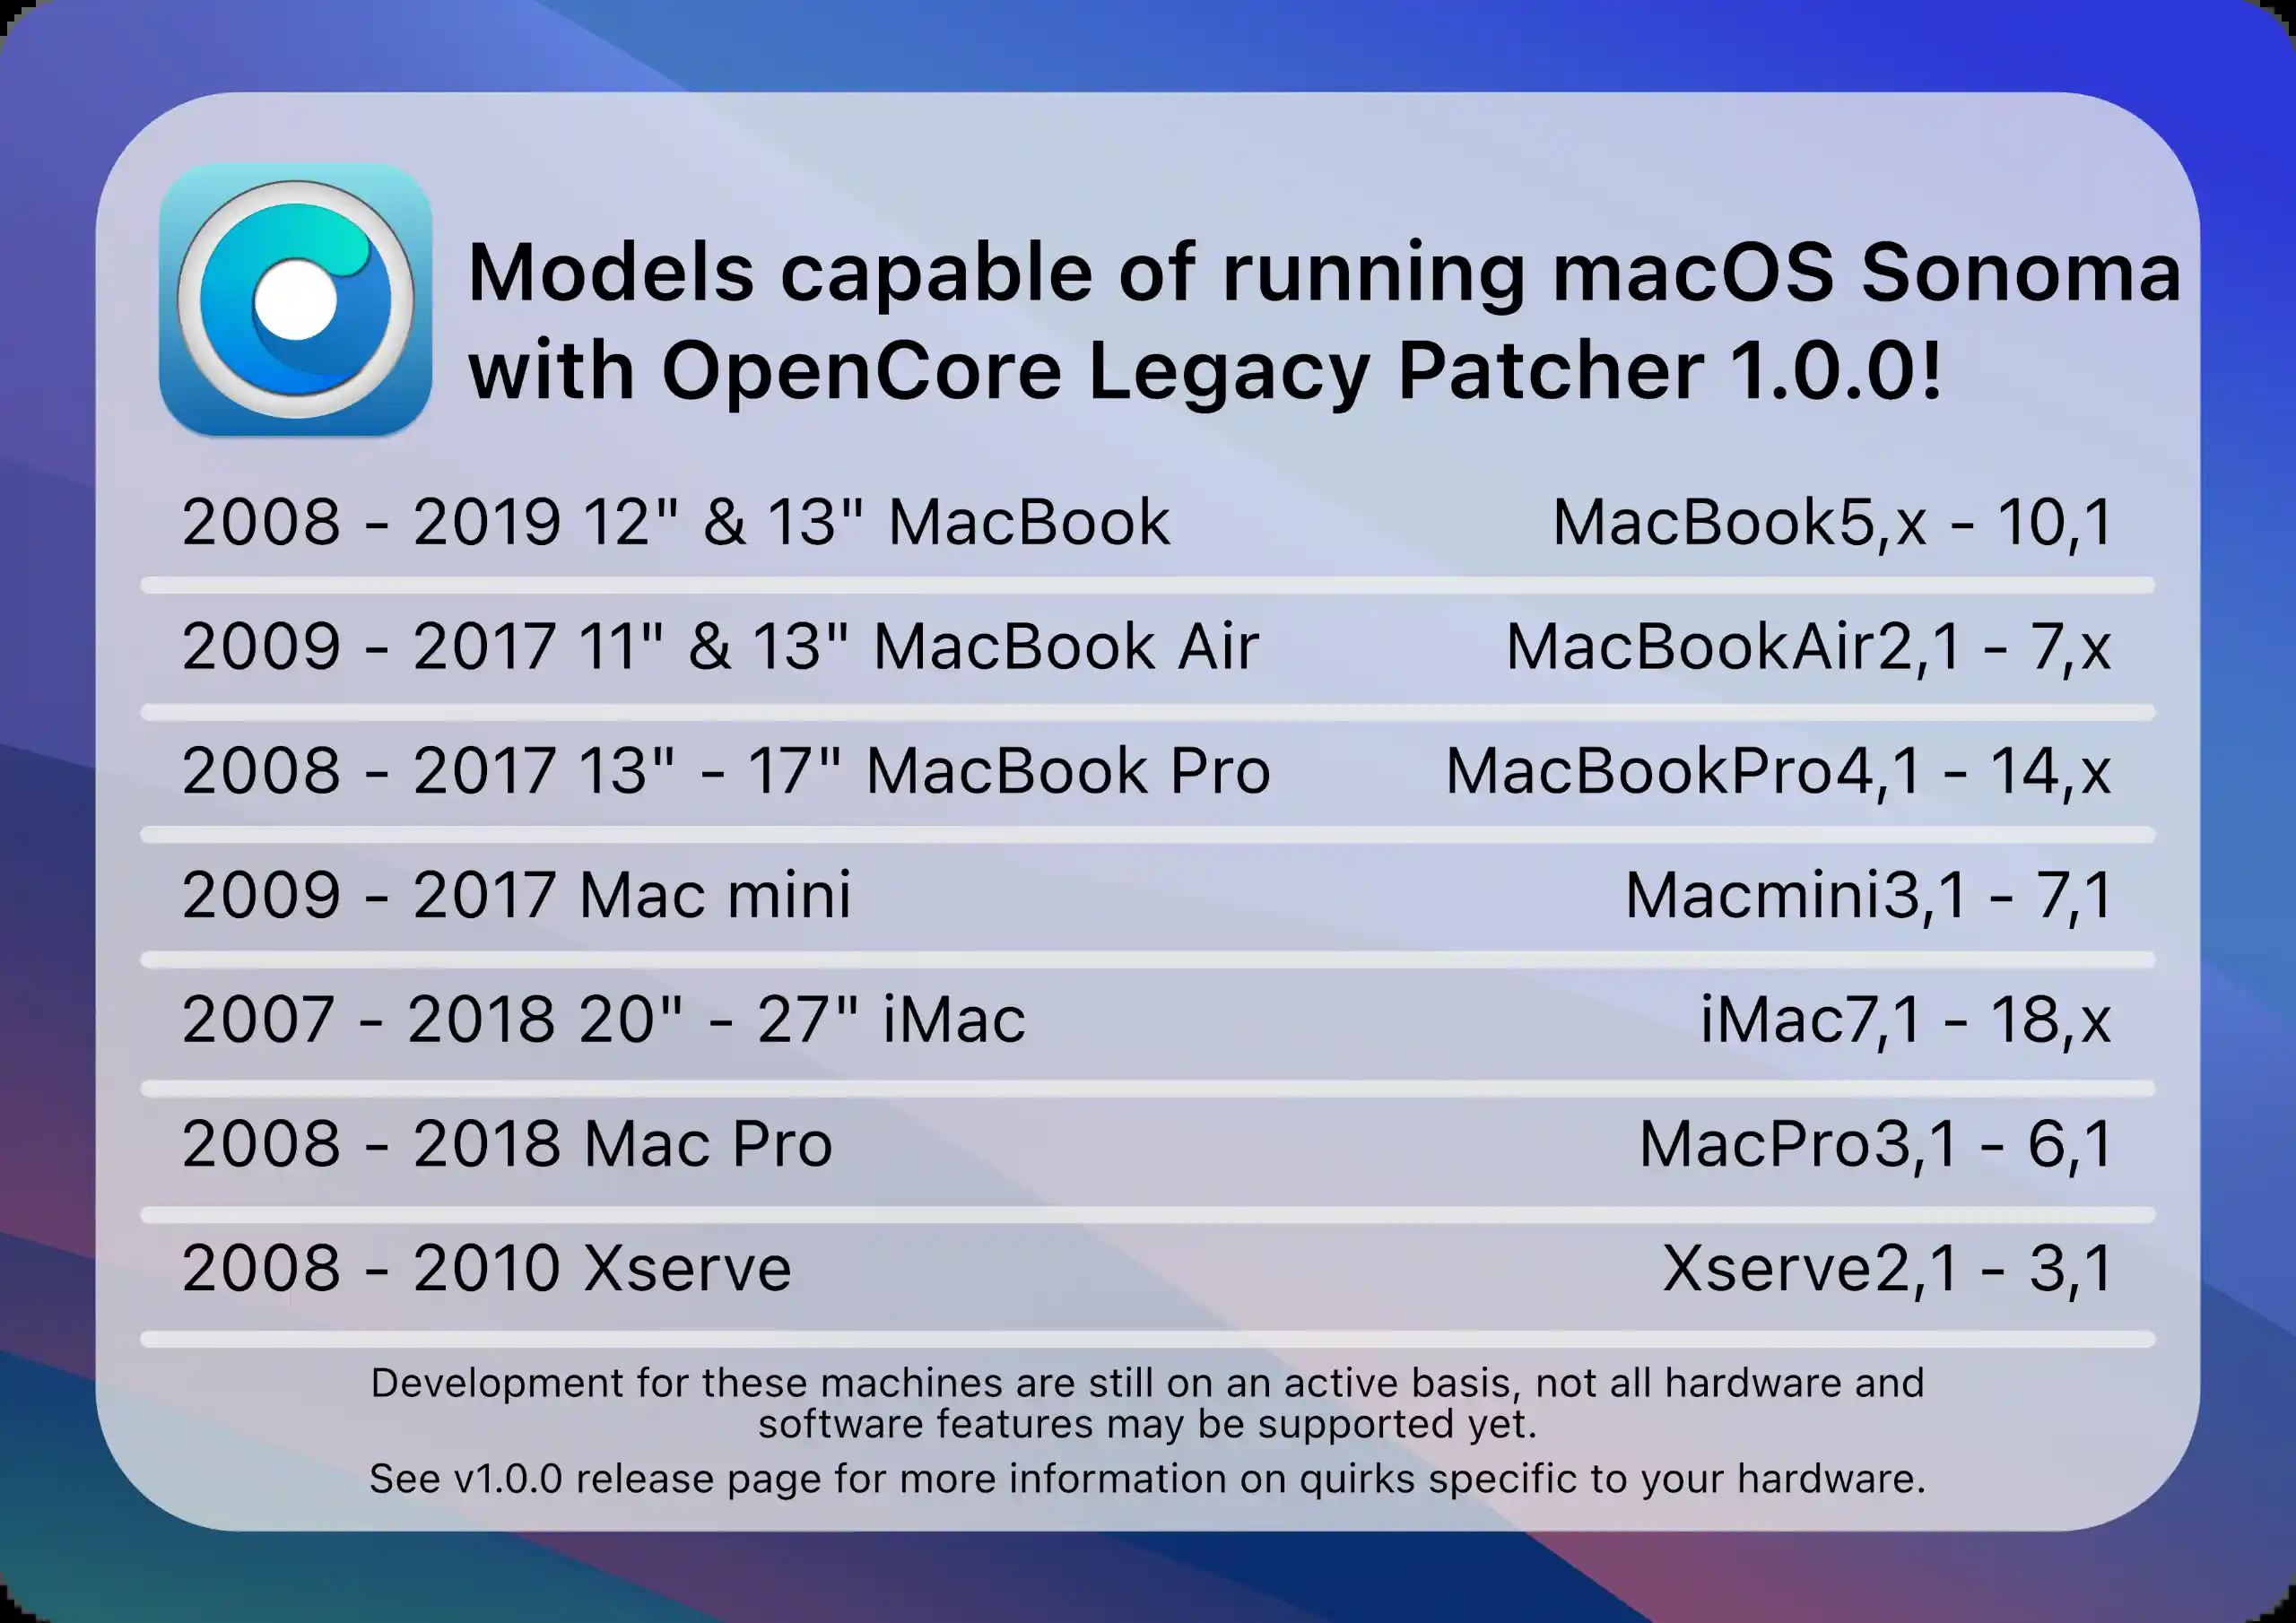 Models capable of running macOS Sonoma
with OpenCore Legacy Patcher 1.0.0!
2008 - 2019 12" & 13" MacBook MacBook5,x - 10,1
2009 - 2017 11" & 13" MacBook Air MacBookAir2,1 - 7,x
2008 - 2017 13" - 17" MacBook Pro MacBookPro4,1 - 14,x
2009 - 2017 Mac mini Macmini3,1 - 7,1
2007 - 2018 20" - 27" iMac iMac7,1 - 18,x
2008 - 2018 Mac Pro MacPro3,1 - 6,1
2008 - 2010 Xserve Xserve2,1 - 3,1
Development for these machines are still on an active basis, not all hardware and
software features may be supported yet.
See v1.0.0 release page for more information on quirks specific to your hardware.